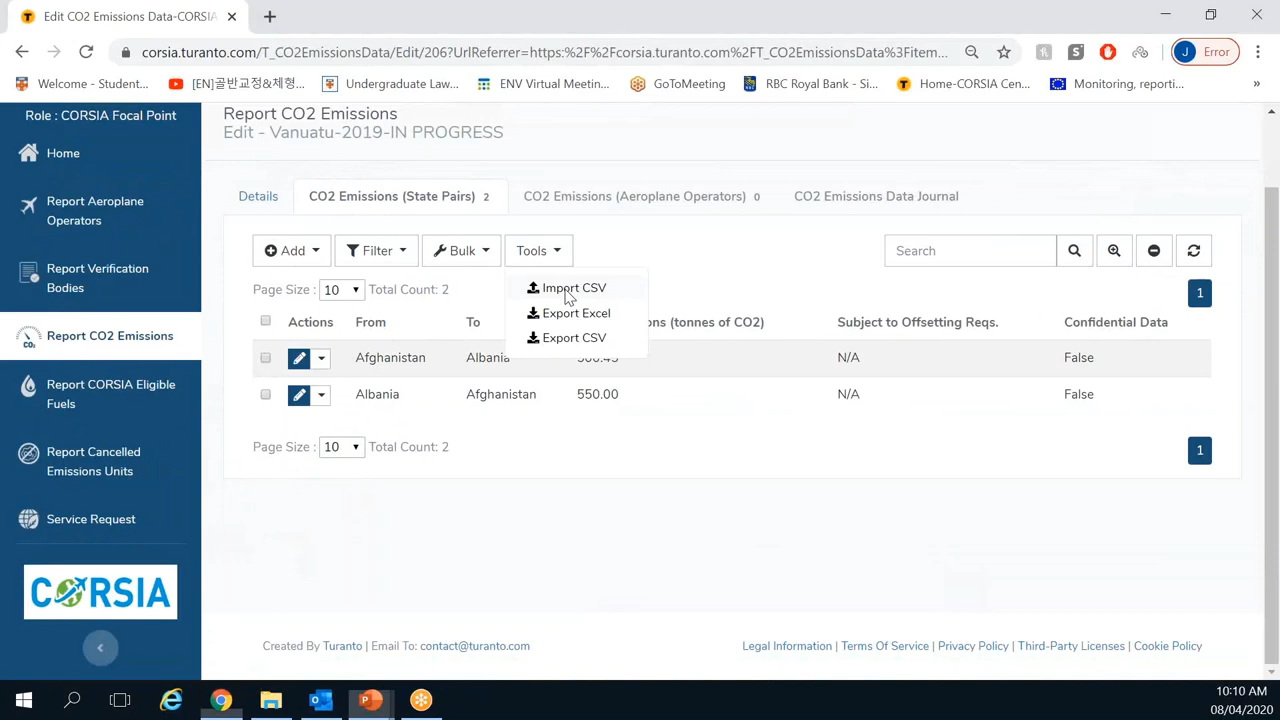 Edit CO2 Emissions Data-CORSIA
corsia.turanto.com/T_CO2EmissionsData/Edit/206?UrlReferrer=https:%2F%2Fcorsia.turanto.com%2FT_CO2EmissionsData%3Fitem...
J Error
Welcome - Student...
[EN]골반교정&체형...
Undergraduate Law...
ENV Virtual Meetin...
GoToMeeting
RBC Royal Bank - Si...
Home-CORSIA Cen...
Monitoring, reporti...
Role : CORSIA Focal Point
Home
Report Aeroplane
Operators
Report Verification
Bodies
Report CO2 Emissions
Report CORSIA Eligible
Fuels
Report Cancelled
Emissions Units
Service Request
CORSIA
Report CO2 Emissions
Edit - Vanuatu-2019-IN PROGRESS
Details
CO2 Emissions (State Pairs) 2
CO2 Emissions (Aeroplane Operators) 0
CO2 Emissions Data Journal
Add
Filter
Bulk
Tools
Search
Import CSV
Export Excel
Export CSV
Page Size : 10 Total Count: 2
1
Actions From To ns (tonnes of CO2) Subject to Offsetting Reqs. Confidential Data
Afghanistan Albania N/A False
Albania Afghanistan 550.00 N/A False
Page Size : 10 Total Count: 2
1
Created By Turanto | Email To: contact@turanto.com
Legal Information | Terms Of Service | Privacy Policy | Third-Party Licenses | Cookie Policy
10:10 AM
08/04/2020